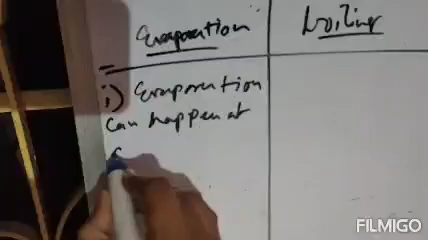 Evaporation
boiling
i) Evaporation
can happen at
FILMIGO